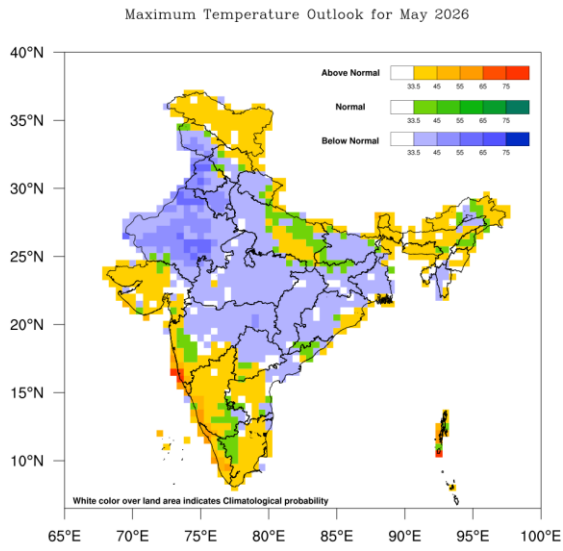 Maximum Temperature Outlook for May 2026
40°N
35°N
30°N
25°N
20°N
15°N
10°N
Above Normal
33.5 45 55 65 75
Normal
33.5 45 55 65 75
Below Normal
33.5 45 55 65 75
White color over land area indicates Climatological probability
65°E 70°E 75°E 80°E 85°E 90°E 95°E 100°E